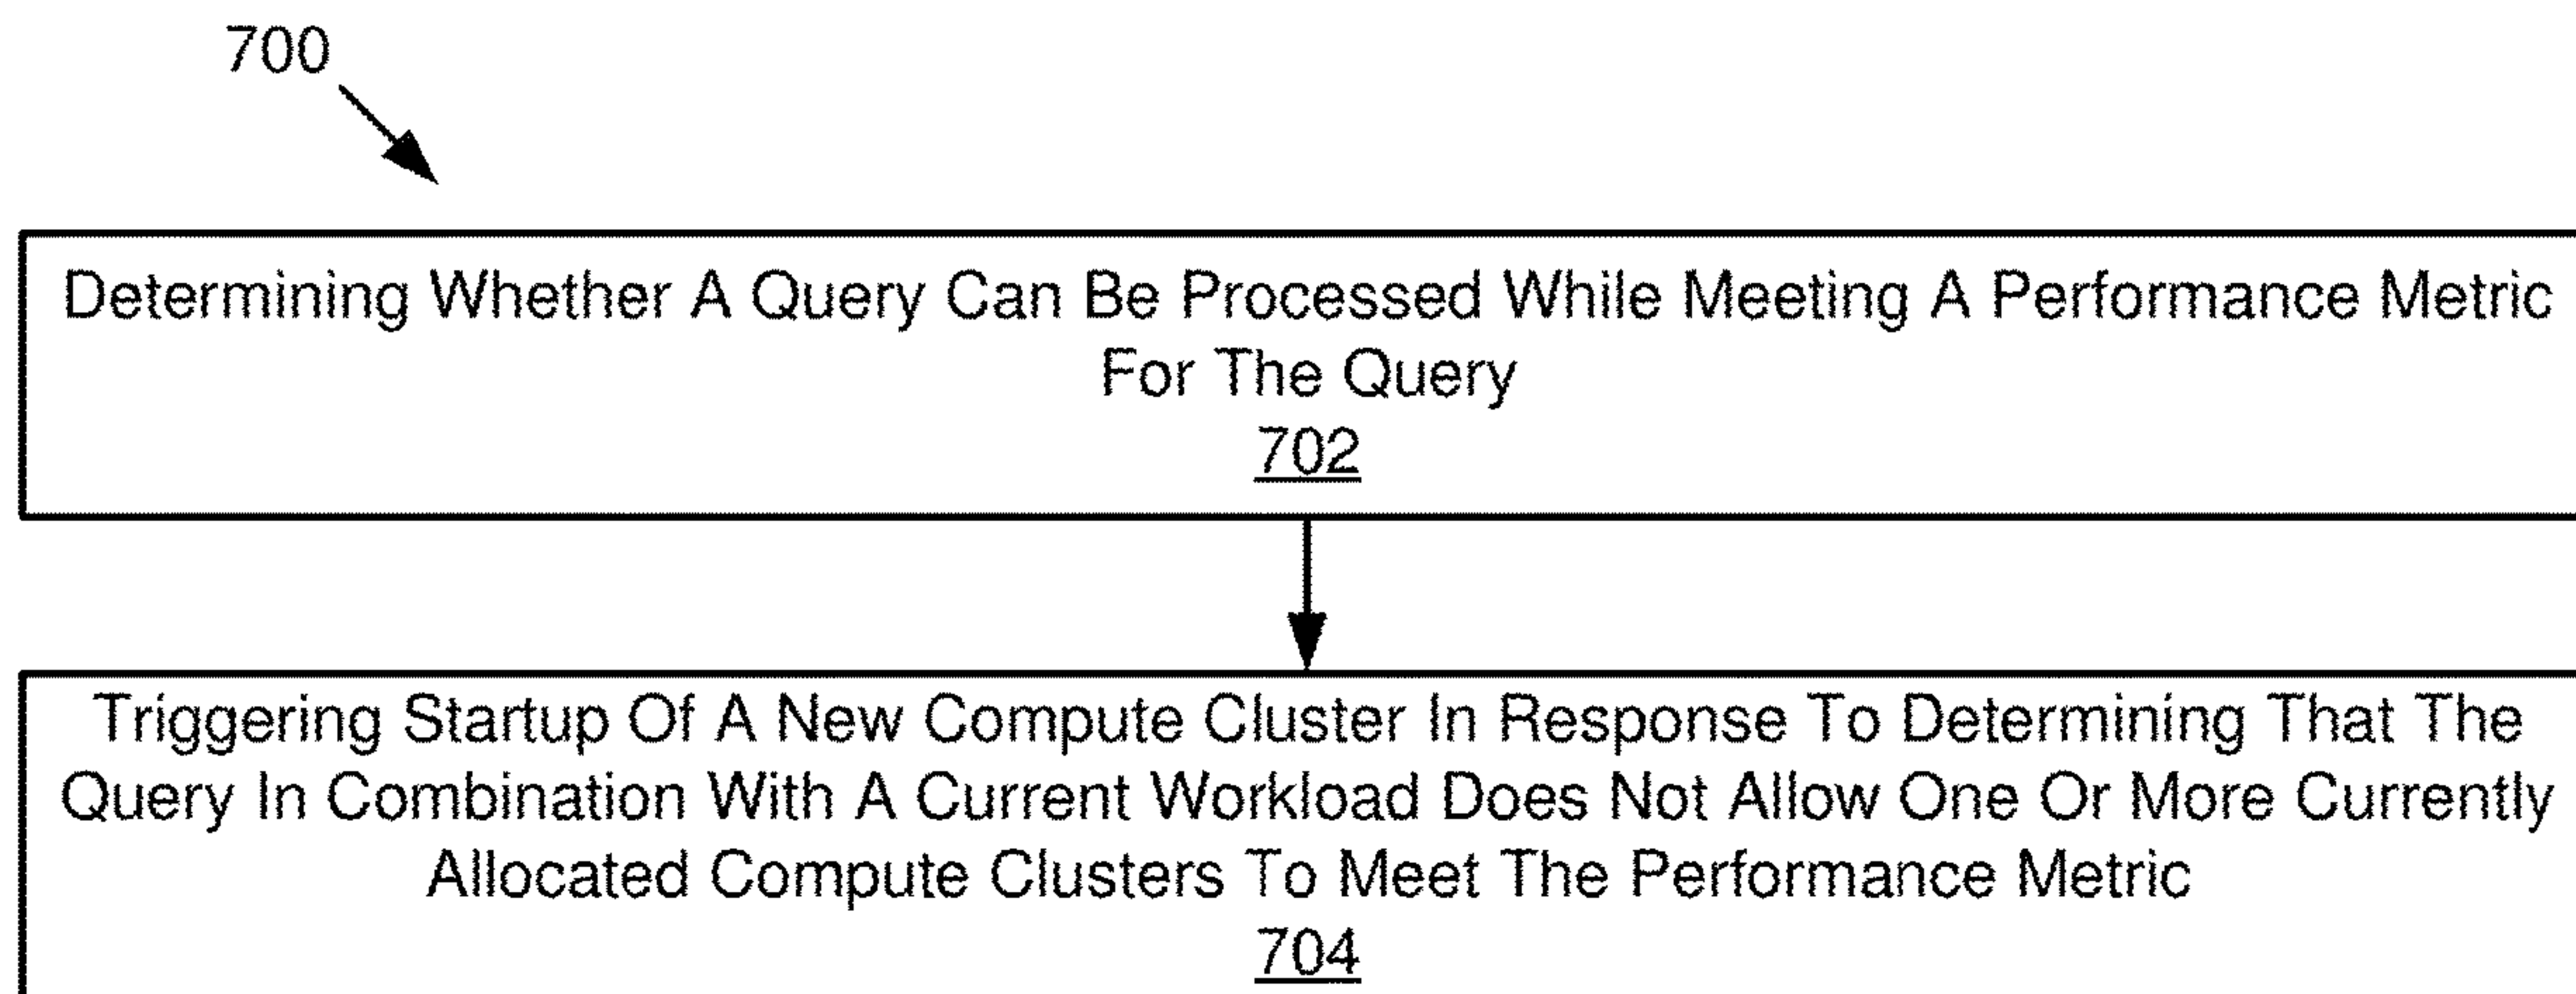 700
Determining Whether A Query Can Be Processed While Meeting A Performance Metric
For The Query
702
Triggering Startup Of A New Compute Cluster In Response To Determining That The
Query In Combination With A Current Workload Does Not Allow One Or More Currently
Allocated Compute Clusters To Meet The Performance Metric
704